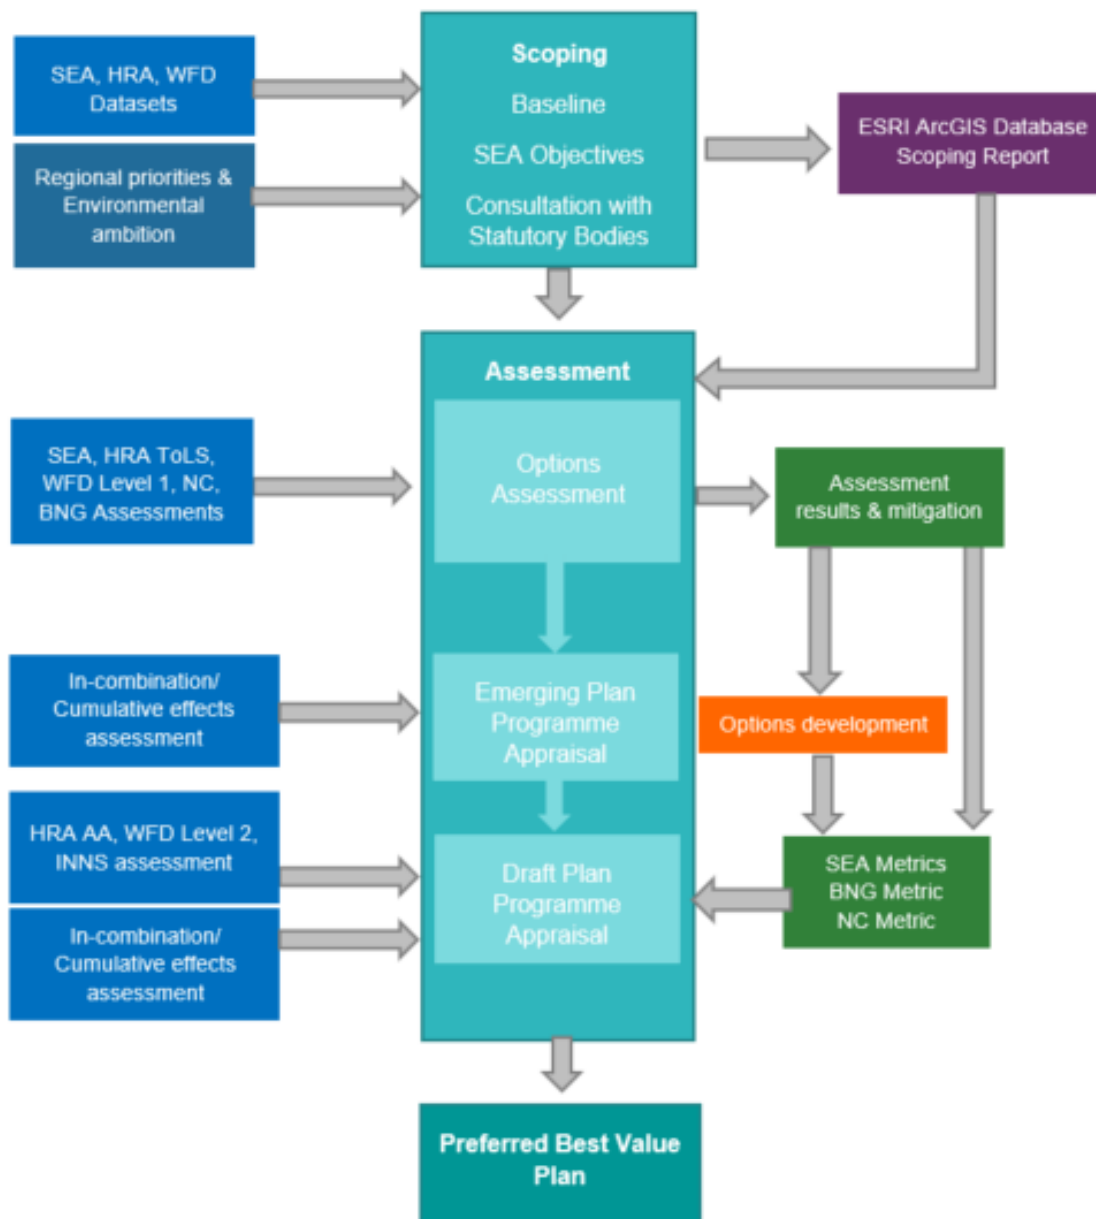 SEA, HRA, WFD
Datasets
Regional priorities &
Environmental
ambition
Scoping
Baseline
SEA Objectives
Consultation with
Statutory Bodies
ESRI ArcGIS Database
Scoping Report
Assessment
SEA, HRA ToLS,
WFD Level 1, NC,
BNG Assessments
Options
Assessment
Assessment
results & mitigation
In-combination/
Cumulative effects
assessment
Emerging Plan
Programme
Appraisal
Options development
HRA AA, WFD Level 2,
INNS assessment
In-combination/
Cumulative effects
assessment
Draft Plan
Programme
Appraisal
SEA Metrics
BNG Metric
NC Metric
Preferred Best Value
Plan